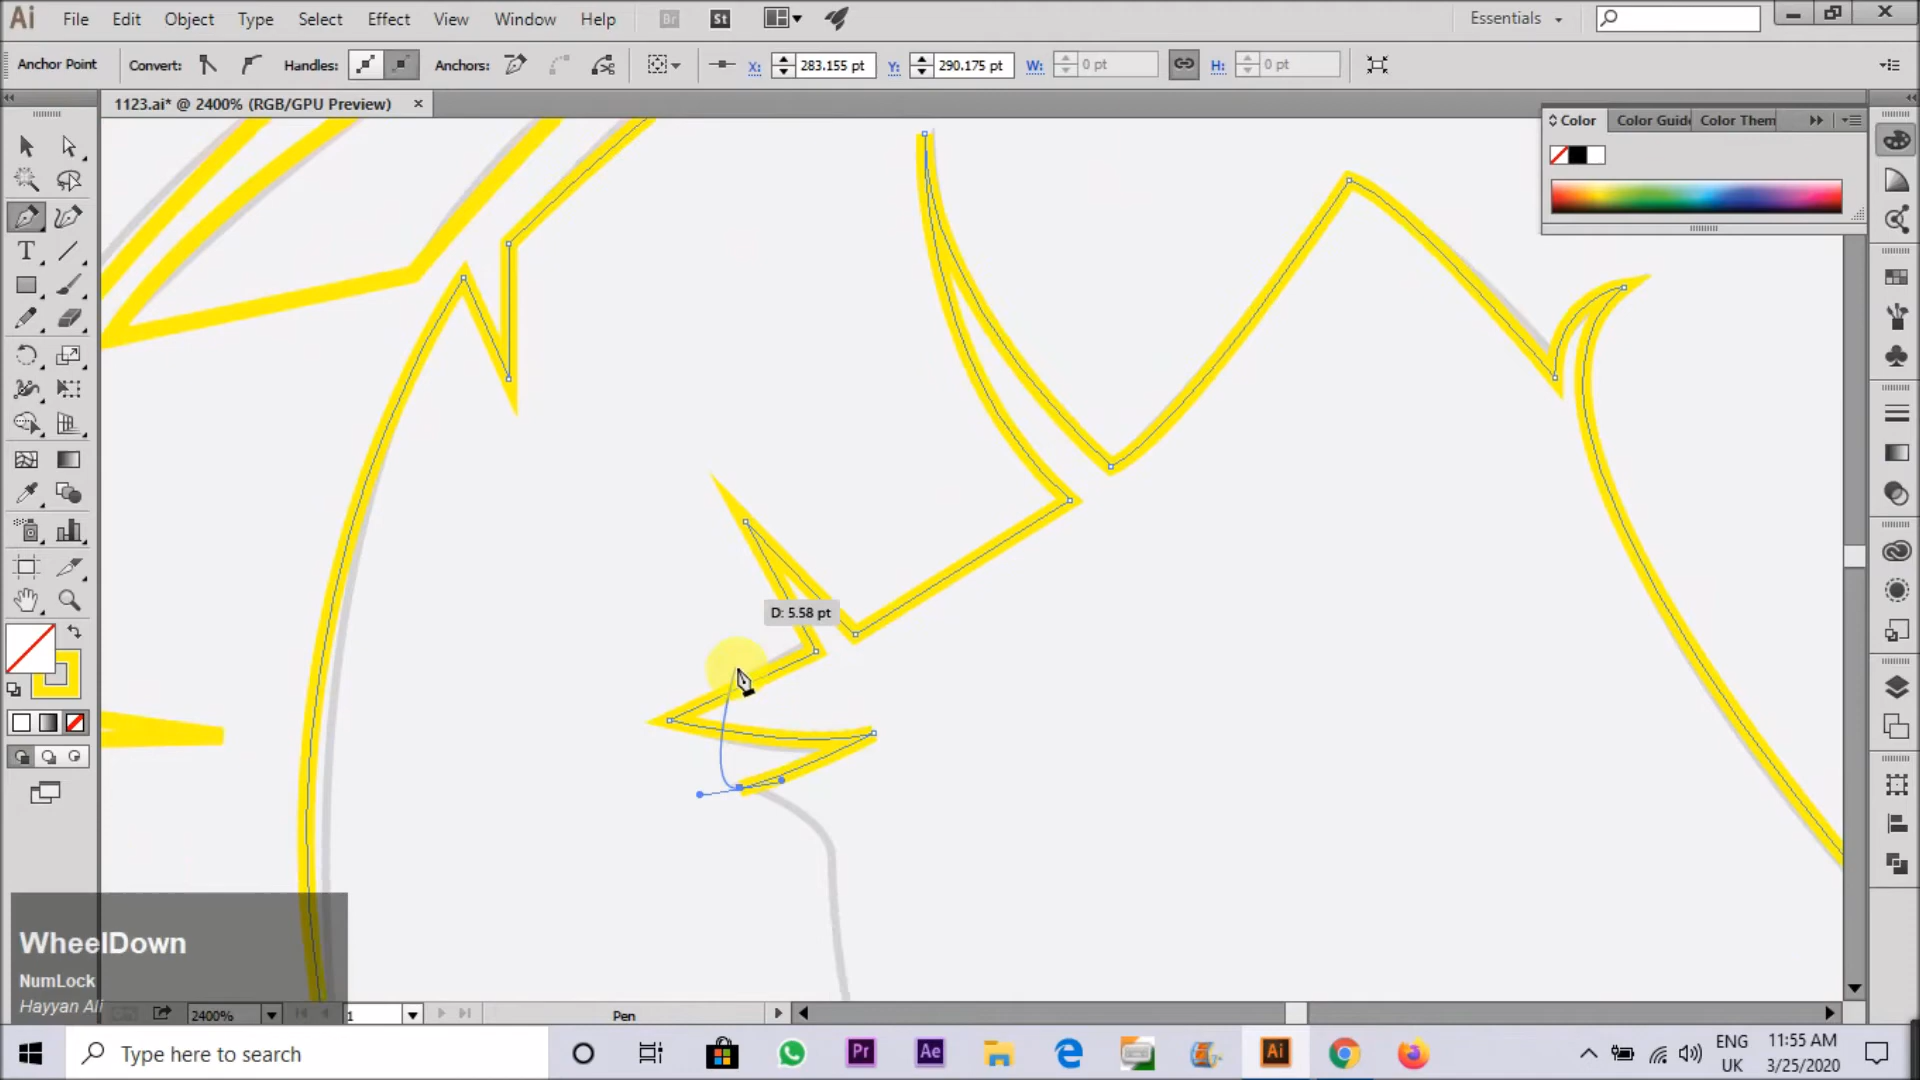 Ai File Edit Object Type Select Effect View Window Help Br St Essentials
Anchor Point Convert: Handles: Anchors: X: 283.155 pt Y: 290.175 pt W: 0 pt H: 0 pt
1123.ai* @ 2400% (RGB/GPU Preview) ×
Color Color Guid Color Them
T
D: 5.58 pt
WheelDown
NumLock
Hayyan Ali
2400% 1 Pen
Type here to search Pr Ae Ai ENG 11:55 AM
UK 3/25/2020